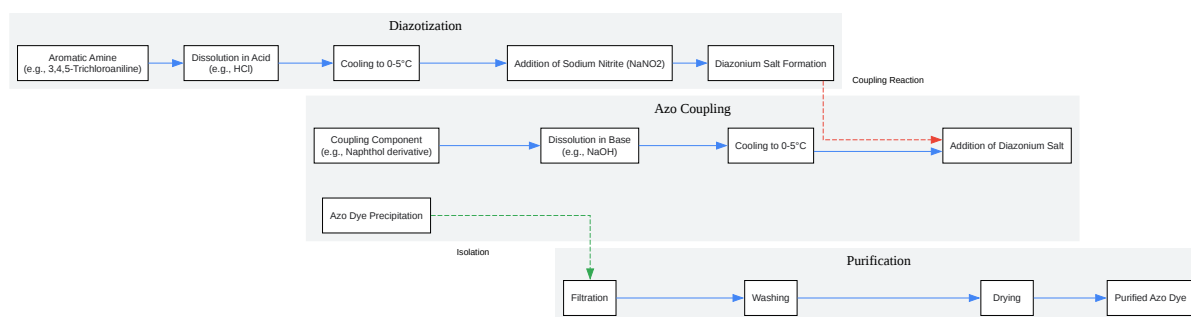 Diazotization
Aromatic Amine
(e.g., 3,4,5-Trichloroaniline)
Dissolution in Acid
(e.g., HCl)
Cooling to 0-5°C
Addition of Sodium Nitrite (NaNO2)
Diazonium Salt Formation
Coupling Reaction
Azo Coupling
Coupling Component
(e.g., Naphthol derivative)
Dissolution in Base
(e.g., NaOH)
Cooling to 0-5°C
Addition of Diazonium Salt
Azo Dye Precipitation
Isolation
Purification
Filtration
Washing
Drying
Purified Azo Dye